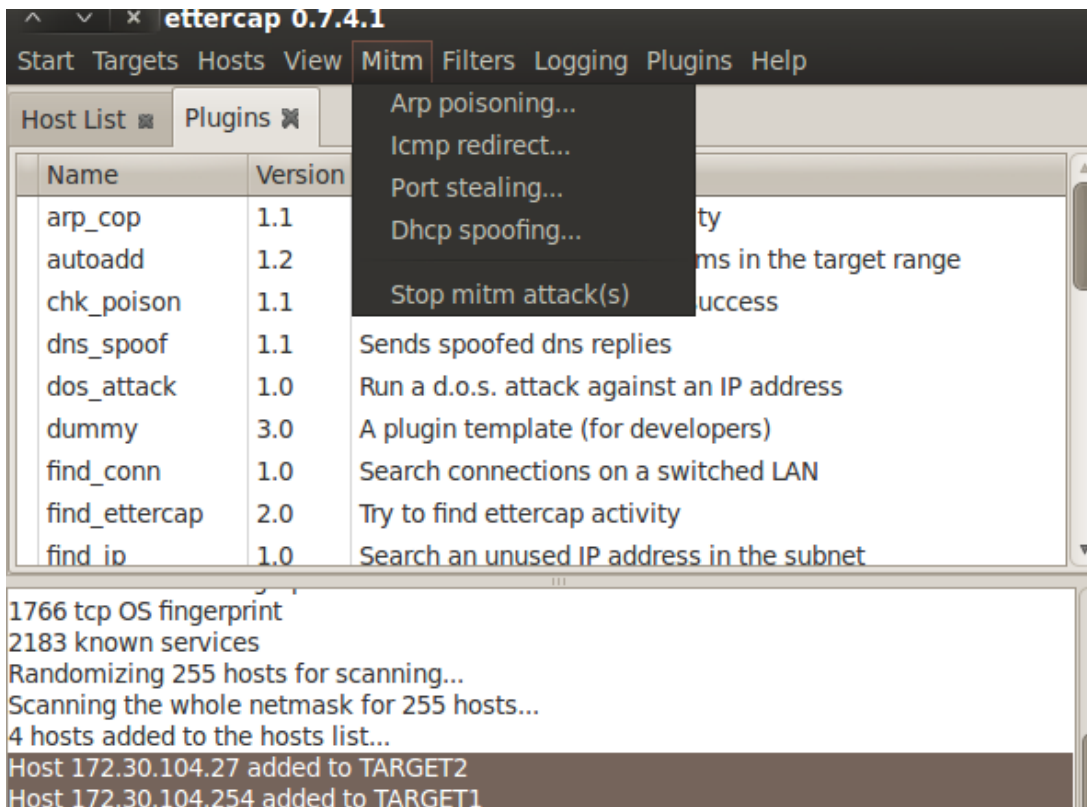 ettercap 0.7.4.1
Start Targets Hosts View Mitm Filters Logging Plugins Help
Host List Plugins
Arp poisoning...
Icmp redirect...
Port stealing...
Dhcp spoofing...
Stop mitm attack(s)
Name Version
arp_cop 1.1 ty
autoadd 1.2 ms in the target range
chk_poison 1.1 uccess
dns_spoof 1.1 Sends spoofed dns replies
dos_attack 1.0 Run a d.o.s. attack against an IP address
dummy 3.0 A plugin template (for developers)
find_conn 1.0 Search connections on a switched LAN
find_ettercap 2.0 Try to find ettercap activity
find_ip 1.0 Search an unused IP address in the subnet
1766 tcp OS fingerprint
2183 known services
Randomizing 255 hosts for scanning...
Scanning the whole netmask for 255 hosts...
4 hosts added to the hosts list...
Host 172.30.104.27 added to TARGET2
Host 172.30.104.254 added to TARGET1